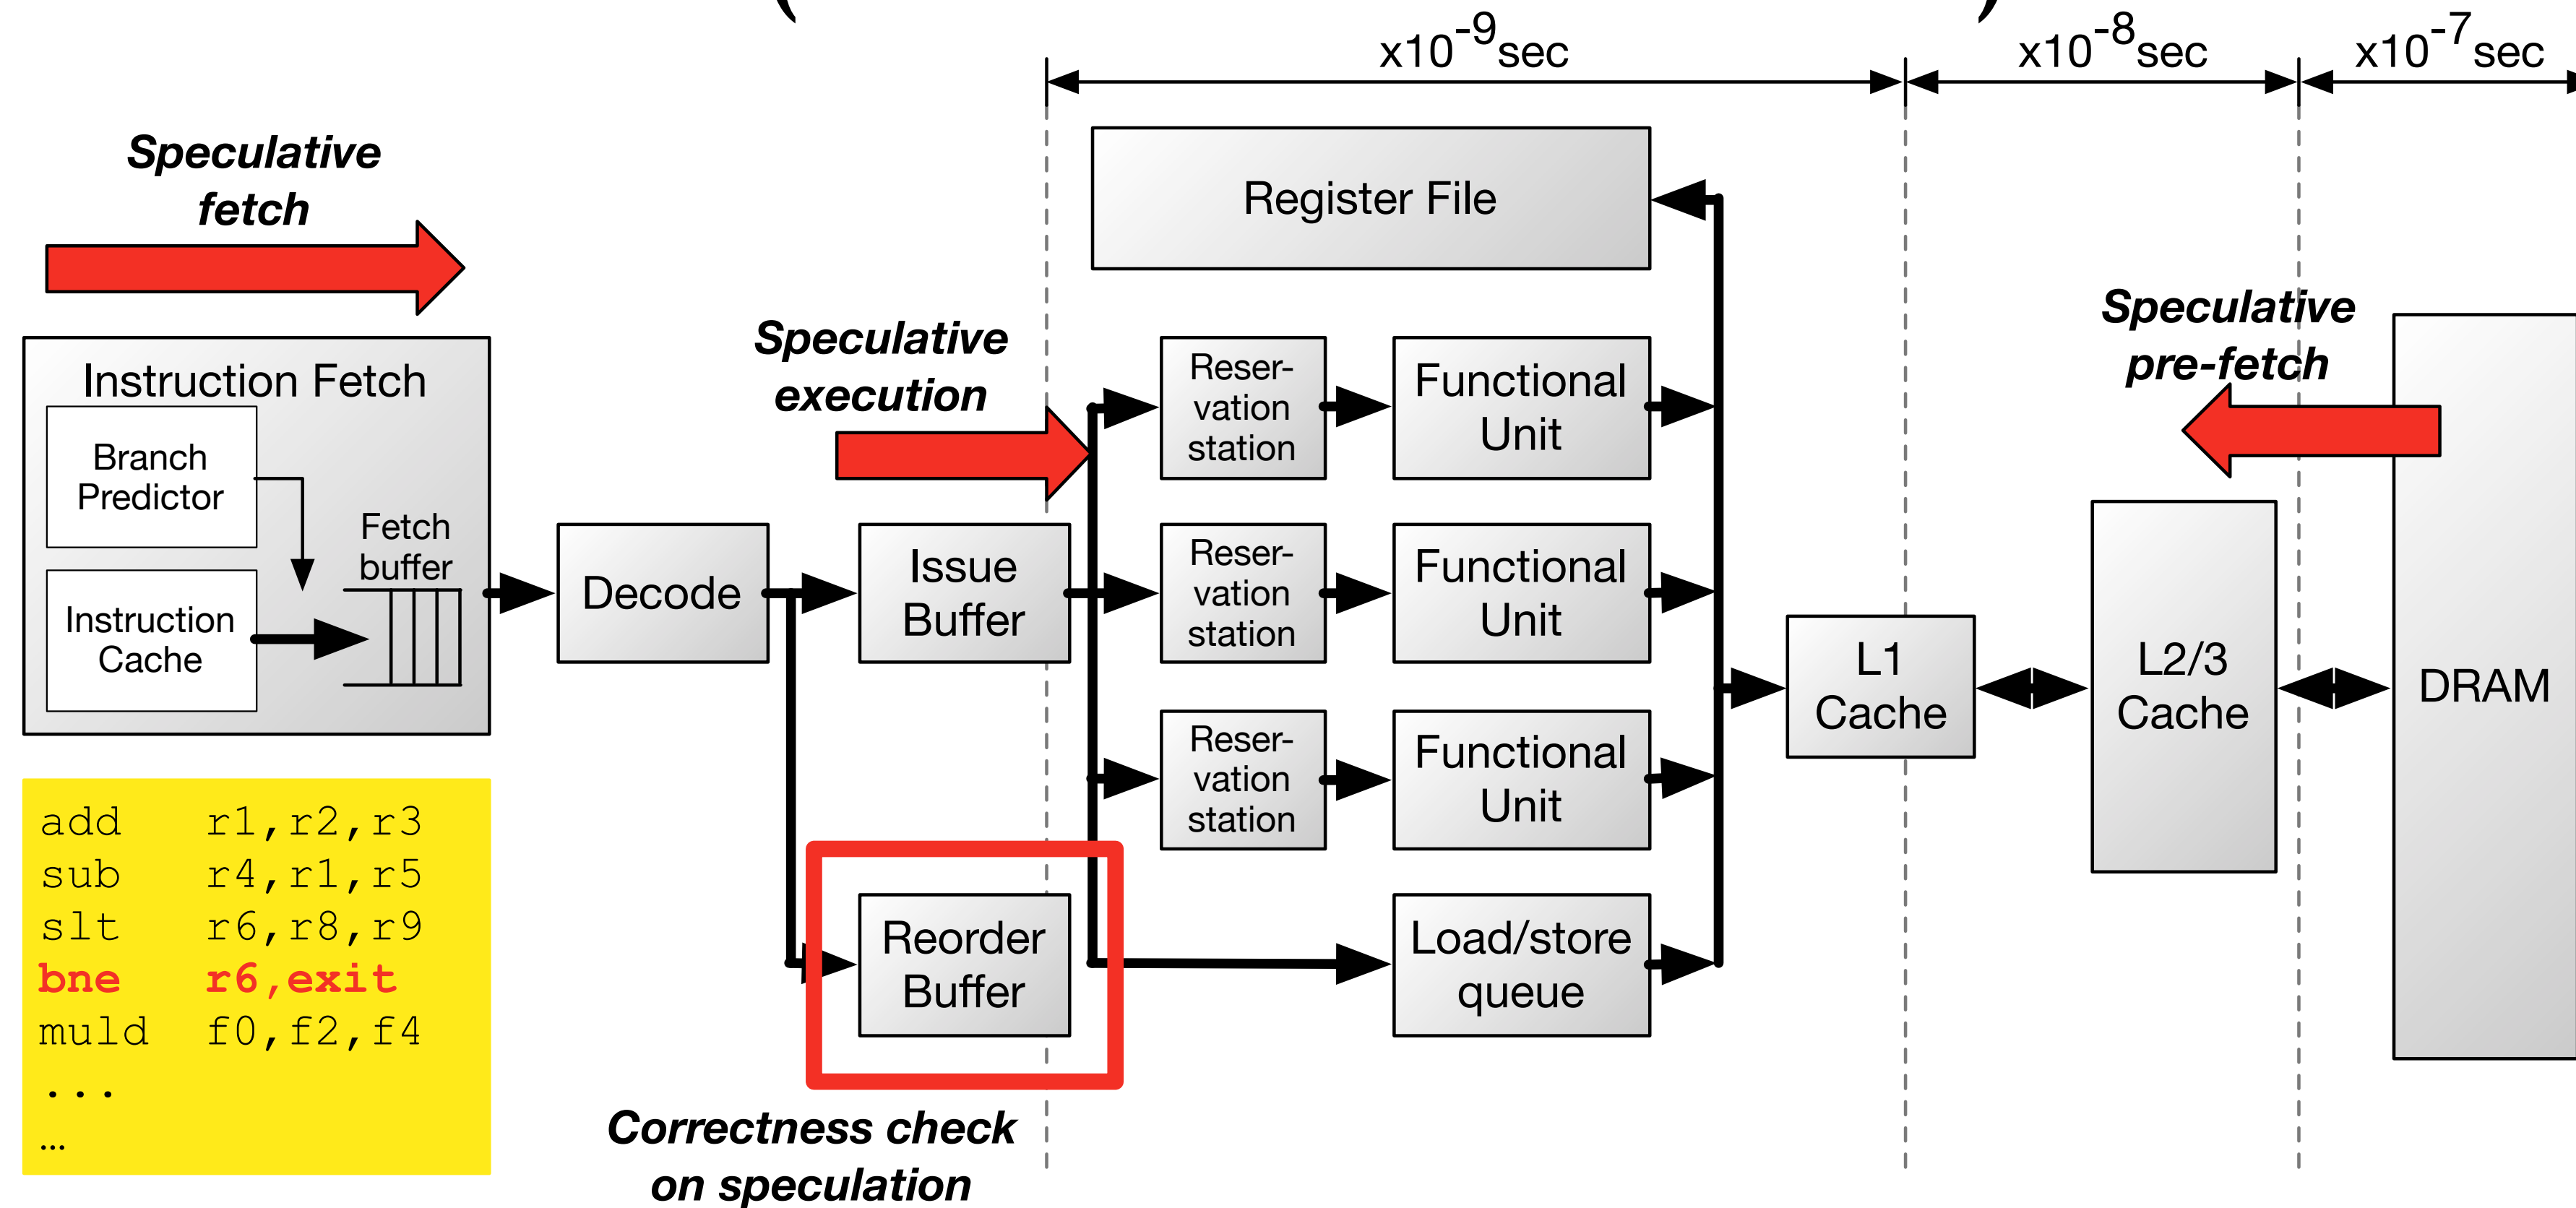 ( )
x10-9sec
x10-8sec
x10-7sec
Speculative
fetch
Register File
Speculative
pre-fetch
Speculative
execution
Instruction Fetch
Branch
Predictor
Instruction
Cache
Fetch
buffer
Decode
Issue
Buffer
Reser-
vation
station
Functional
Unit
Reser-
vation
station
Functional
Unit
Reser-
vation
station
Functional
Unit
L1
Cache
L2/3
Cache
DRAM
Reorder
Buffer
Load/store
queue
add r1,r2,r3
sub r4,r1,r5
slt r6,r8,r9
bne r6,exit
muld f0,f2,f4
...
…
Correctness check
on speculation